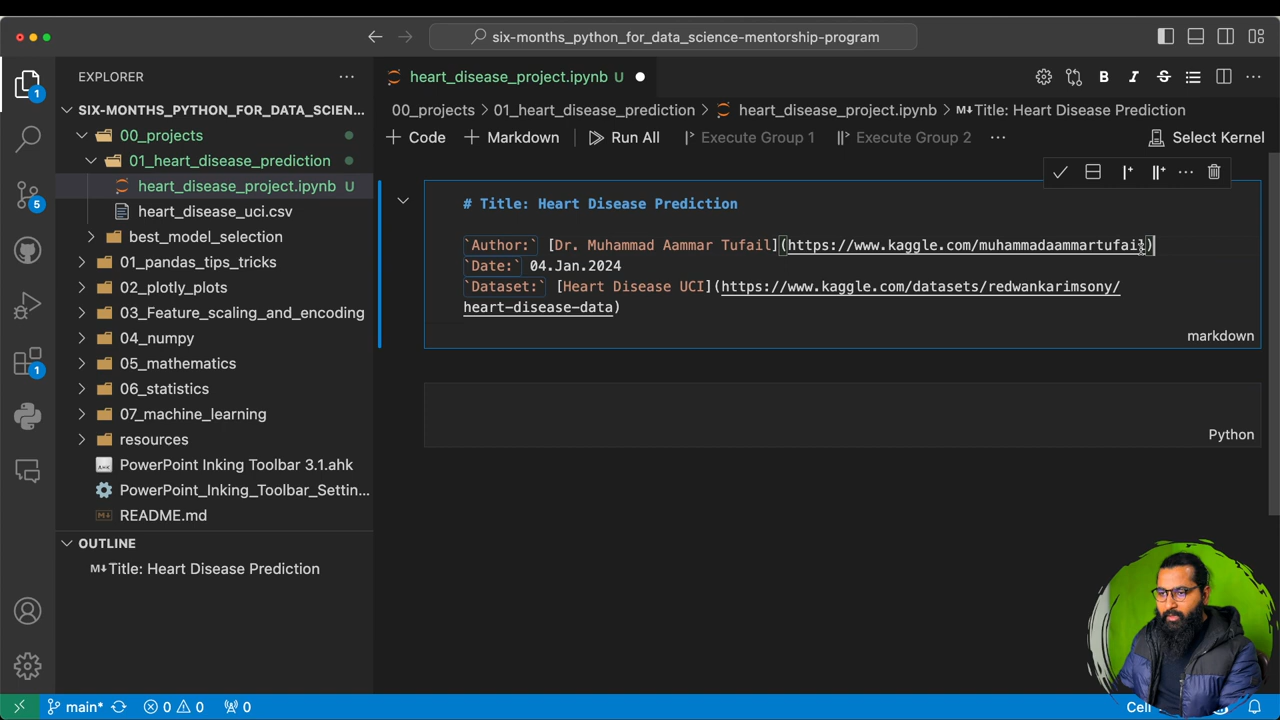 six-months_python_for_data_science-mentorship-program
EXPLORER
heart_disease_project.ipynb U
SIX-MONTHS_PYTHON_FOR_DATA_SCIEN...
00_projects > 01_heart_disease_prediction > heart_disease_project.ipynb > Title: Heart Disease Prediction
00_projects
+ Code + Markdown Run All Execute Group 1 Execute Group 2 ... Select Kernel
01_heart_disease_prediction
heart_disease_project.ipynb U
heart_disease_uci.csv
best_model_selection
01_pandas_tips_tricks
02_plotly_plots
03_Feature_scaling_and_encoding
04_numpy
05_mathematics
06_statistics
07_machine_learning
resources
PowerPoint Inking Toolbar 3.1.ahk
PowerPoint_Inking_Toolbar_Settin...
README.md
OUTLINE
Title: Heart Disease Prediction
# Title: Heart Disease Prediction
`Author:` [Dr. Muhammad Aammar Tufail](https://www.kaggle.com/muhammadaammartufail)
`Date:` 04.Jan.2024
`Dataset:` [Heart Disease UCI](https://www.kaggle.com/datasets/redwankarimsony/
heart-disease-data)
markdown
Python
1
5
1
main* 0 0 0
Cell